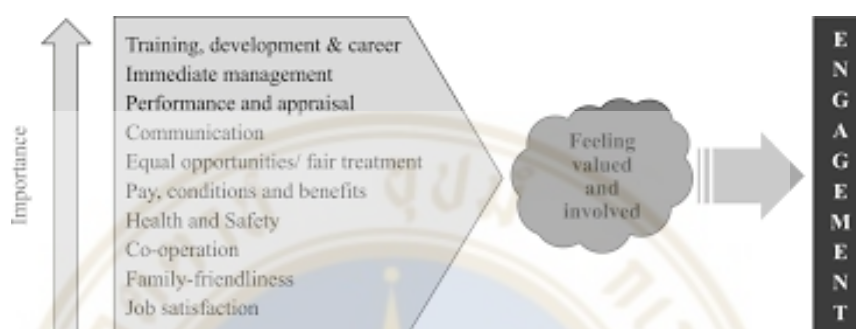 Importance
Training, development & career
Immediate management
Performance and appraisal
Communication
Equal opportunities/ fair treatment
Pay, conditions and benefits
Health and Safety
Co-operation
Family-friendliness
Job satisfaction
Feeling
valued
and
involved
ENGAGEMENT